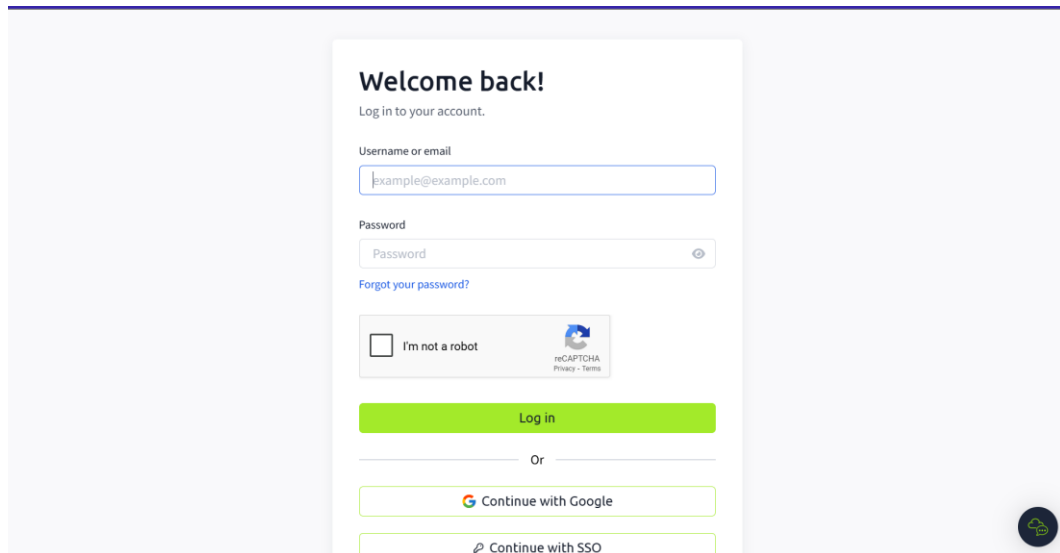 Welcome back!
Log in to your account.
Username or email
example@example.com
Password
Password
Forgot your password?
I'm not a robot
reCAPTCHA
Privacy - Terms
Log in
Or
Continue with Google
Continue with SSO